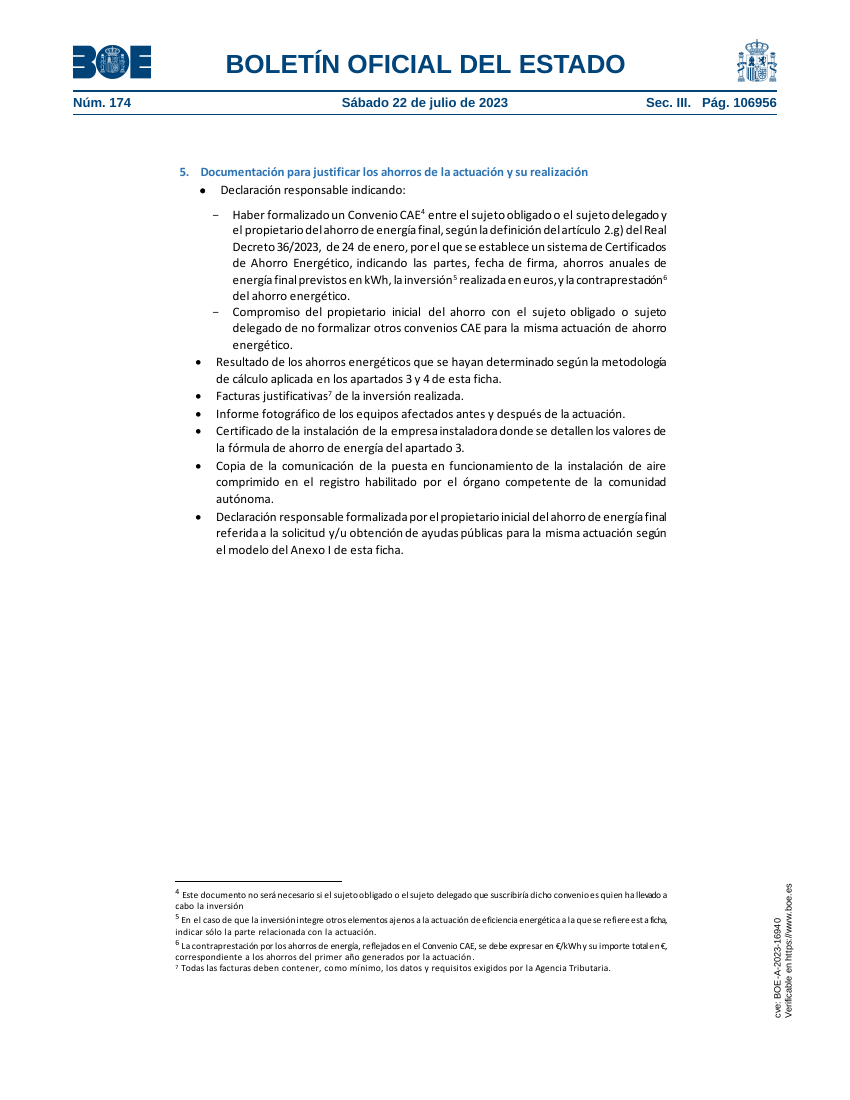 BOE
BOLETÍN OFICIAL DEL ESTADO
Núm. 174 Sábado 22 de julio de 2023 Sec. III. Pág. 106956
5. Documentación para justificar los ahorros de la actuación y su realización
• Declaración responsable indicando:
− Haber formalizado un Convenio CAE⁴ entre el sujeto obligado o el sujeto delegado y
el propietario del ahorro de energía final, según la definición del artículo 2.g) del Real
Decreto 36/2023, de 24 de enero, por el que se establece un sistema de Certificados
de Ahorro Energético, indicando las partes, fecha de firma, ahorros anuales de
energía final previstos en kWh, la inversión⁵ realizada en euros, y la contraprestación⁶
del ahorro energético.
− Compromiso del propietario inicial del ahorro con el sujeto obligado o sujeto
delegado de no formalizar otros convenios CAE para la misma actuación de ahorro
energético.
• Resultado de los ahorros energéticos que se hayan determinado según la metodología
de cálculo aplicada en los apartados 3 y 4 de esta ficha.
• Facturas justificativas⁷ de la inversión realizada.
• Informe fotográfico de los equipos afectados antes y después de la actuación.
• Certificado de la instalación de la empresa instaladora donde se detallen los valores de
la fórmula de ahorro de energía del apartado 3.
• Copia de la comunicación de la puesta en funcionamiento de la instalación de aire
comprimido en el registro habilitado por el órgano competente de la comunidad
autónoma.
• Declaración responsable formalizada por el propietario inicial del ahorro de energía final
referida a la solicitud y/u obtención de ayudas públicas para la misma actuación según
el modelo del Anexo I de esta ficha.
⁴ Este documento no será necesario si el sujeto obligado o el sujeto delegado que suscribiría dicho convenio es quien ha llevado a
cabo la inversión
⁵ En el caso de que la inversión integre otros elementos ajenos a la actuación de eficiencia energética a la que se refiere esta ficha,
indicar sólo la parte relacionada con la actuación.
⁶ La contraprestación por los ahorros de energía, reflejados en el Convenio CAE, se debe expresar en €/kWh y su importe total en €,
correspondiente a los ahorros del primer año generados por la actuación.
⁷ Todas las facturas deben contener, como mínimo, los datos y requisitos exigidos por la Agencia Tributaria.
cve: BOE-A-2023-16940
Verificable en https://www.boe.es